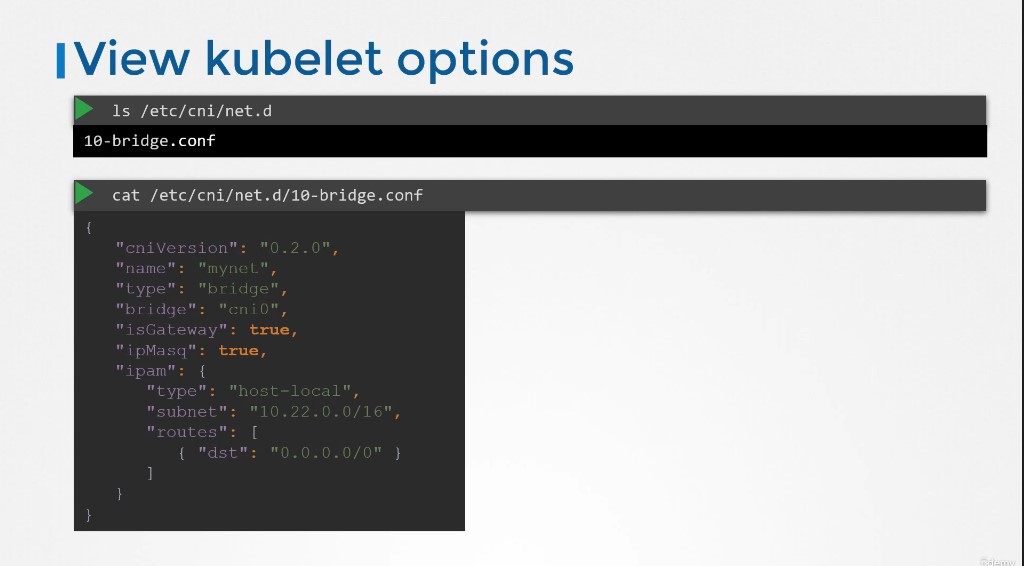 View kubelet options
ls /etc/cni/net.d
10-bridge.conf
cat /etc/cni/net.d/10-bridge.conf
{
"cniVersion": "0.2.0",
"name": "mynet",
"type": "bridge",
"bridge": "cni0",
"isGateway": true,
"ipMasq": true,
"ipam": {
"type": "host-local",
"subnet": "10.22.0.0/16",
"routes": [
{ "dst": "0.0.0.0/0" }
]
}
}